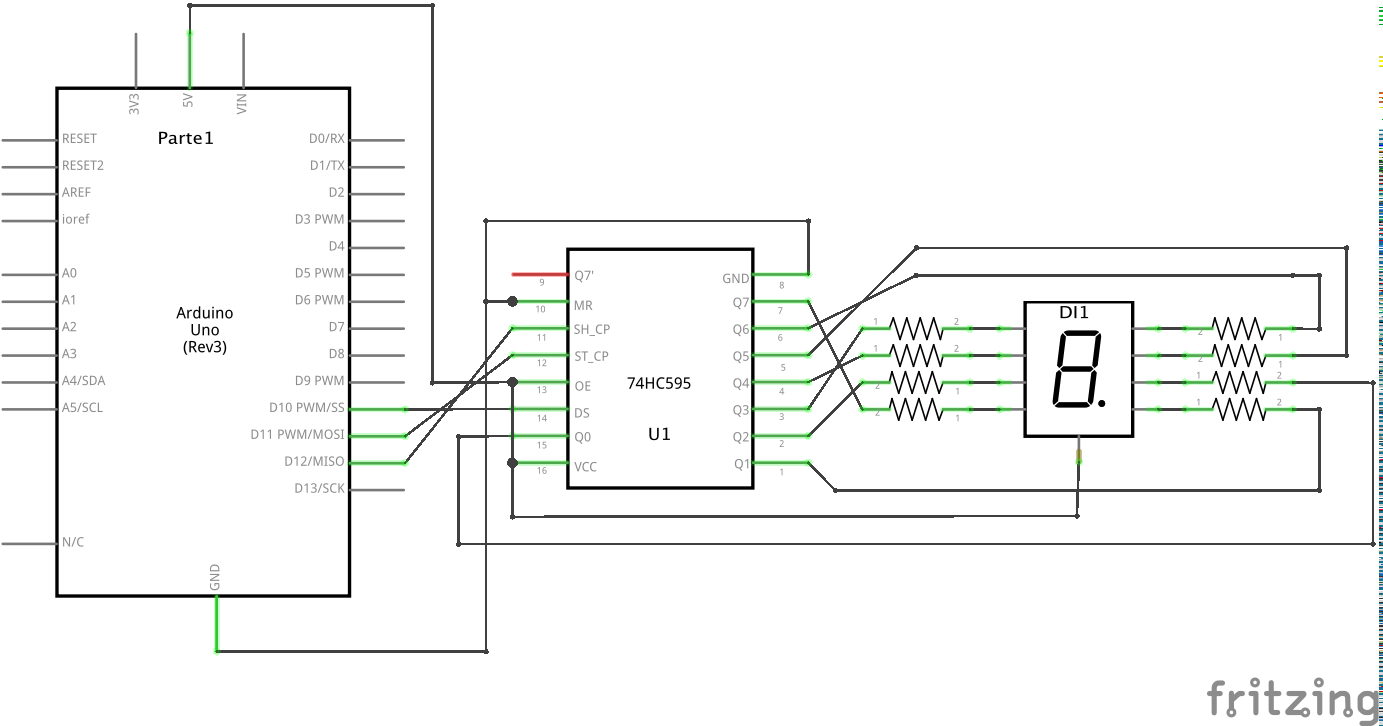 3V3
5V
VIN
Parte1
RESET
RESET2
AREF
ioref
A0
A1
A2
A3
A4/SDA
A5/SCL
N/C
D0/RX
D1/TX
D2
D3 PWM
D4
D5 PWM
D6 PWM
D7
D8
D9 PWM
D10 PWM/SS
D11 PWM/MOSI
D12/MISO
D13/SCK
Arduino
Uno
(Rev3)
GND
Q7'
9
MR
10
SH_CP
11
ST_CP
12
OE
13
DS
14
Q0
15
VCC
16
74HC595
U1
GND
8
Q7
7
Q6
6
Q5
5
Q4
4
Q3
3
Q2
2
Q1
1
1 2
1 2
2 1
2 1
DI1
8.
2 1
2 1
1 2
1 2
fritzing